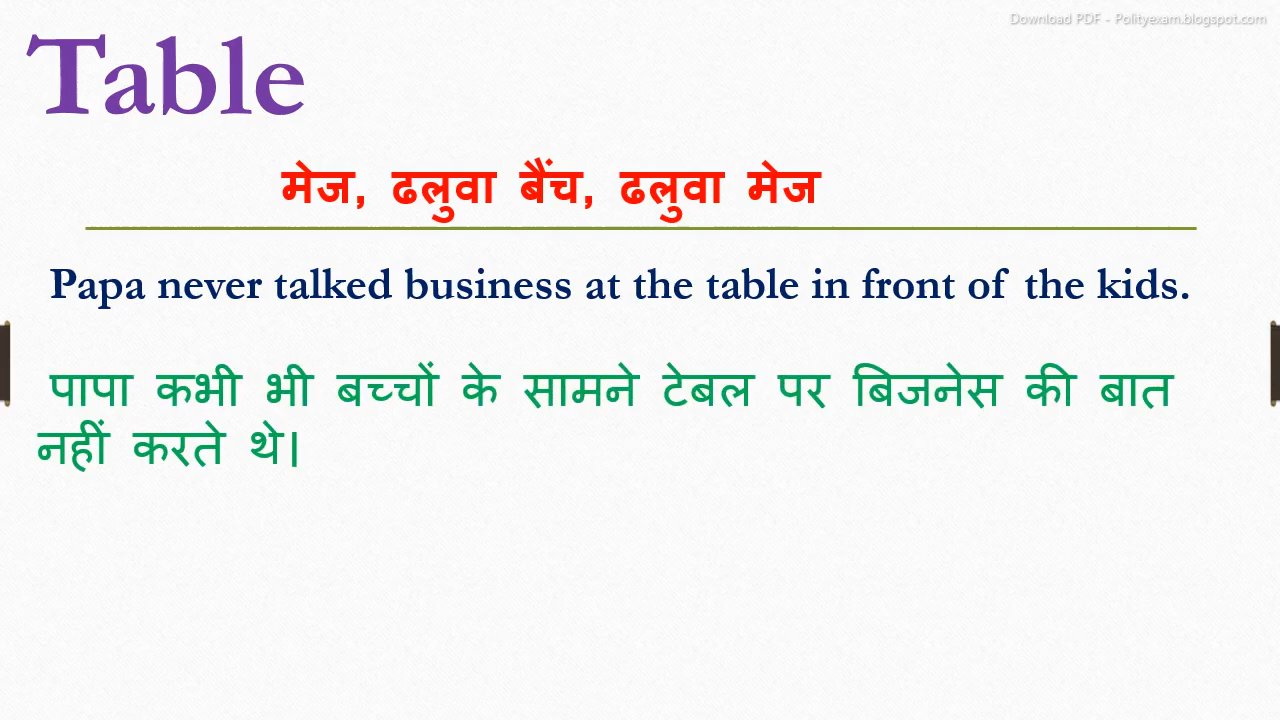 Download PDF - Polityexam.blogspot.com
Table
मेज, ढलुवा बैंच, ढलुवा मेज
Papa never talked business at the table in front of the kids.
पापा कभी भी बच्चों के सामने टेबल पर बिजनेस की बात
नहीं करते थे।